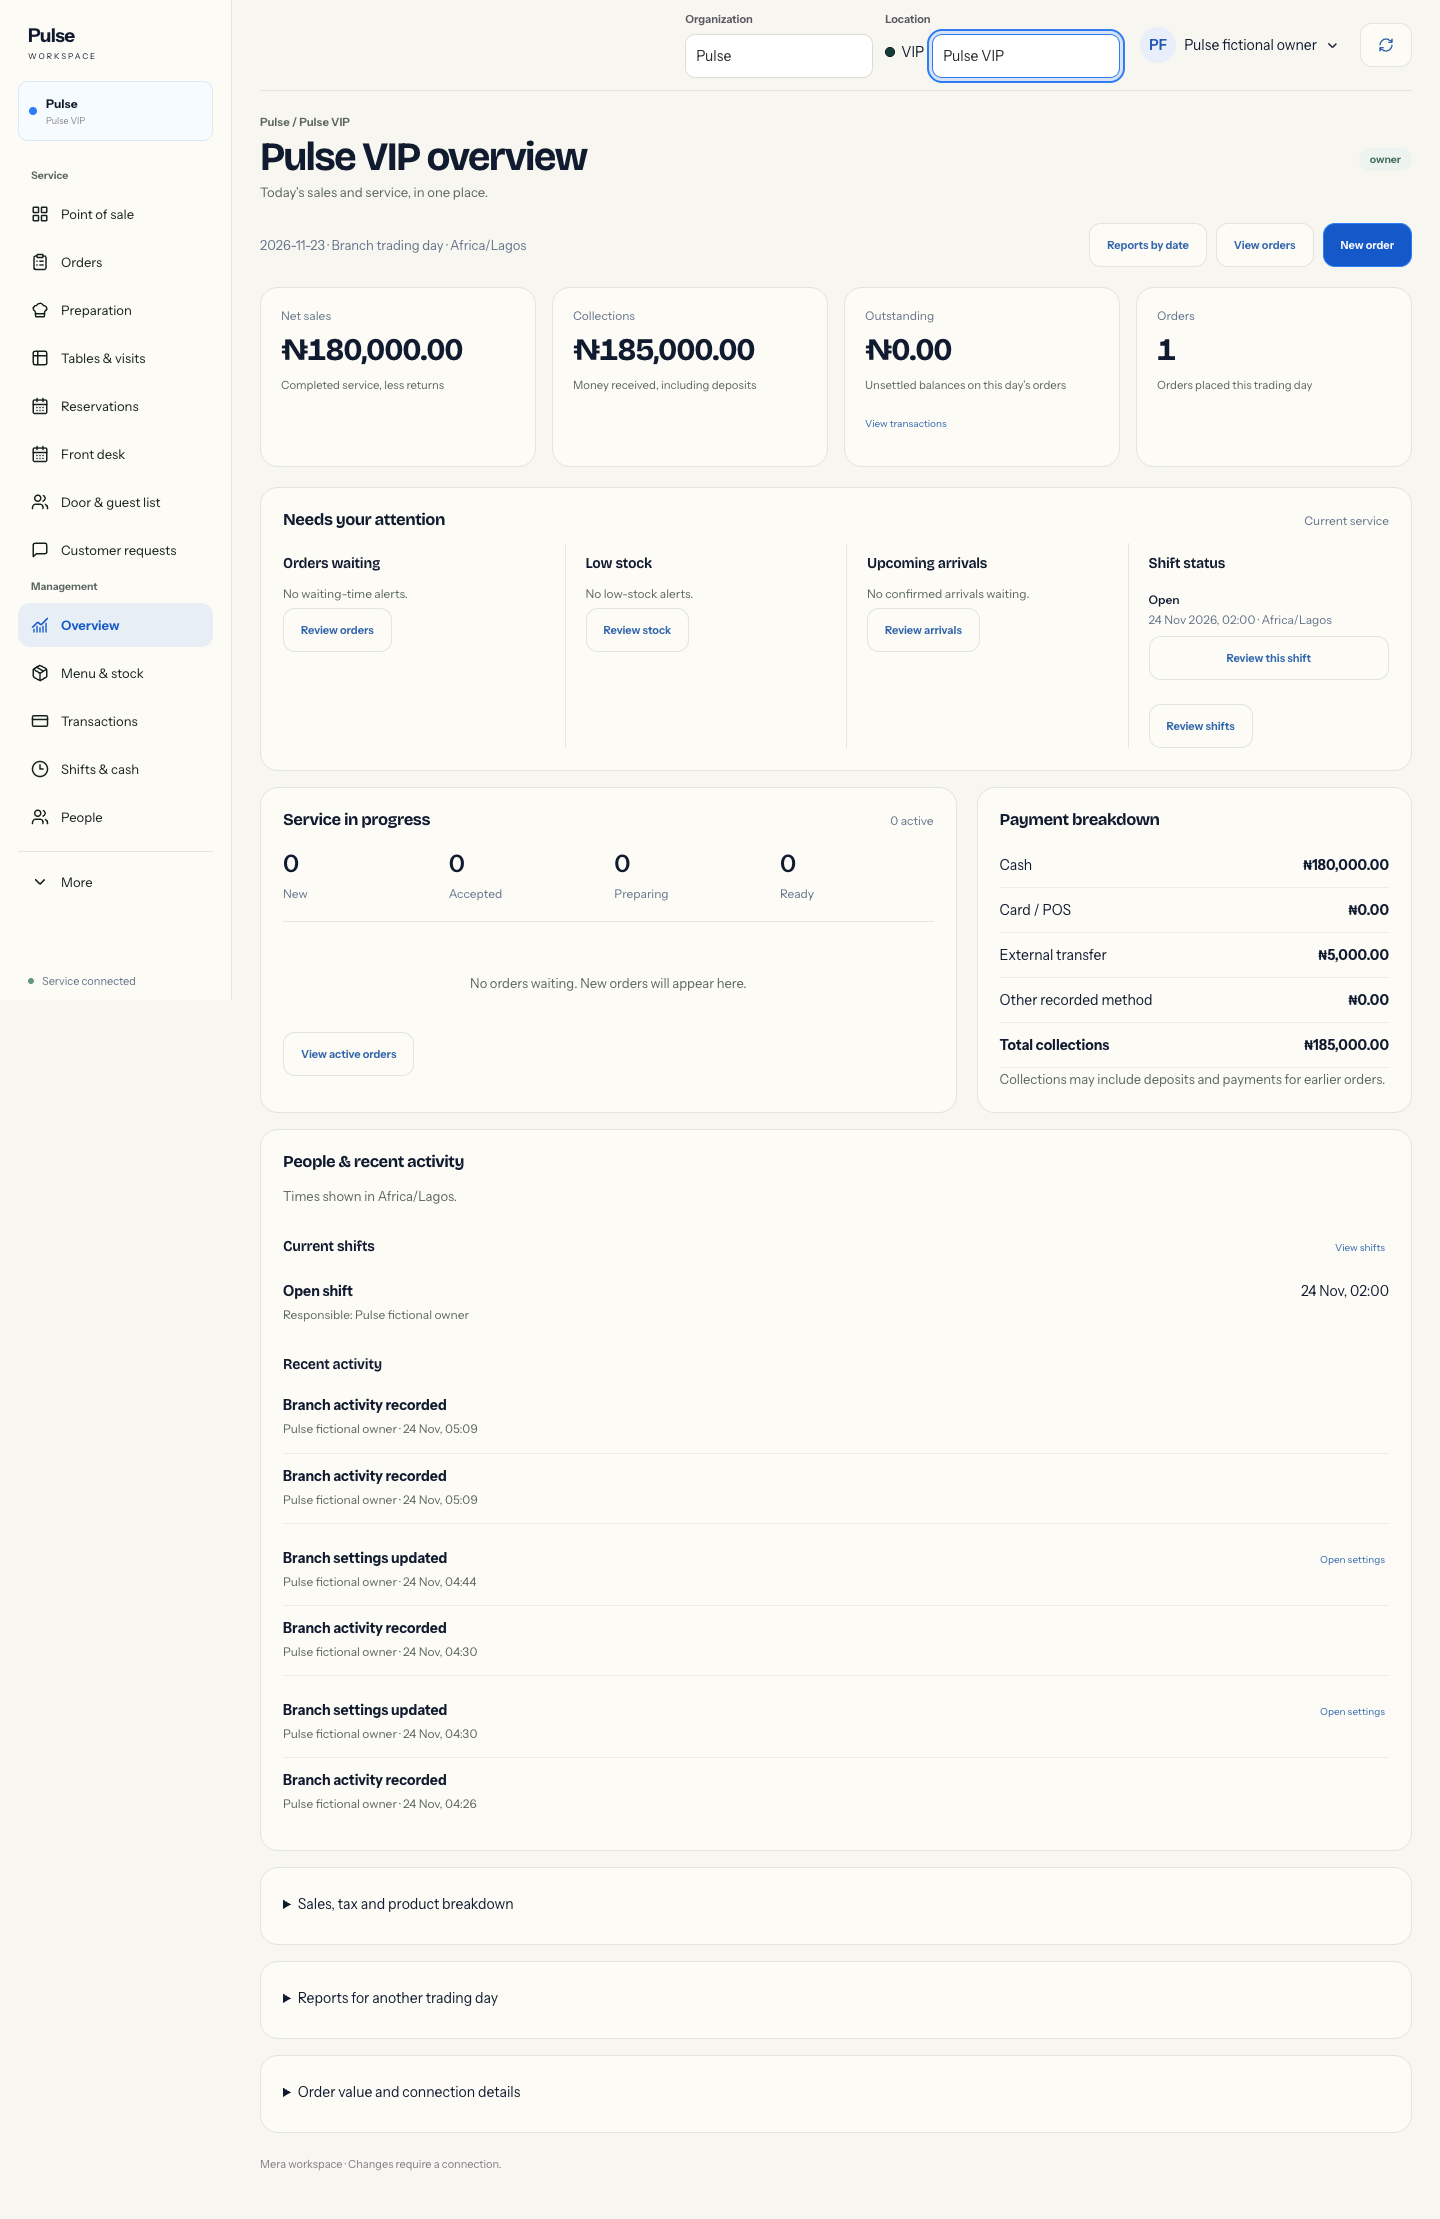 Pulse
WORKSPACE
Pulse
Pulse VIP
Service
Point of sale
Orders
Preparation
Tables & visits
Reservations
Front desk
Door & guest list
Customer requests
Management
Overview
Menu & stock
Transactions
Shifts & cash
People
More
Service connected
Organization
Pulse
Location
VIP
Pulse VIP
PF
Pulse fictional owner
Pulse / Pulse VIP
Pulse VIP overview
owner
Today's sales and service, in one place.
2026-11-23 · Branch trading day · Africa/Lagos
Reports by date
View orders
New order
Net sales
₦180,000.00
Completed service, less returns
Collections
₦185,000.00
Money received, including deposits
Outstanding
₦0.00
Unsettled balances on this day's orders
View transactions
Orders
1
Orders placed this trading day
Needs your attention
Current service
Orders waiting
No waiting-time alerts.
Review orders
Low stock
No low-stock alerts.
Review stock
Upcoming arrivals
No confirmed arrivals waiting.
Review arrivals
Shift status
Open
24 Nov 2026, 02:00 · Africa/Lagos
Review this shift
Review shifts
Service in progress
0 active
0
New
0
Accepted
0
Preparing
0
Ready
No orders waiting. New orders will appear here.
View active orders
Payment breakdown
Cash ₦180,000.00
Card / POS ₦0.00
External transfer ₦5,000.00
Other recorded method ₦0.00
Total collections ₦185,000.00
Collections may include deposits and payments for earlier orders.
People & recent activity
Times shown in Africa/Lagos.
Current shifts
View shifts
Open shift
24 Nov, 02:00
Responsible: Pulse fictional owner
Recent activity
Branch activity recorded
Pulse fictional owner · 24 Nov, 05:09
Branch activity recorded
Pulse fictional owner · 24 Nov, 05:09
Branch settings updated
Open settings
Pulse fictional owner · 24 Nov, 04:44
Branch activity recorded
Pulse fictional owner · 24 Nov, 04:30
Branch settings updated
Open settings
Pulse fictional owner · 24 Nov, 04:30
Branch activity recorded
Pulse fictional owner · 24 Nov, 04:26
Sales, tax and product breakdown
Reports for another trading day
Order value and connection details
Mera workspace · Changes require a connection.